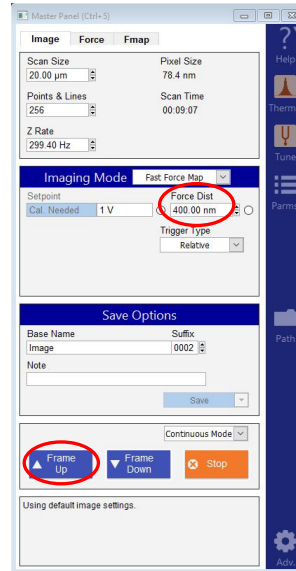 Master Panel (Ctrl+5)
Image Force Fmap
Scan Size Pixel Size
20.00 µm 78.4 nm
Points & Lines Scan Time
256 00:09:07
Z Rate
299.40 Hz
Imaging Mode Fast Force Map
Setpoint Force Dist
Cal. Needed 1 V 400.00 nm
Trigger Type
Relative
Save Options
Base Name Suffix
Image 0002
Note
Save
Continuous Mode
Frame Up Frame Down Stop
Using default image settings.
?
Help
Therm
Tune
Parms
Path
Adv.